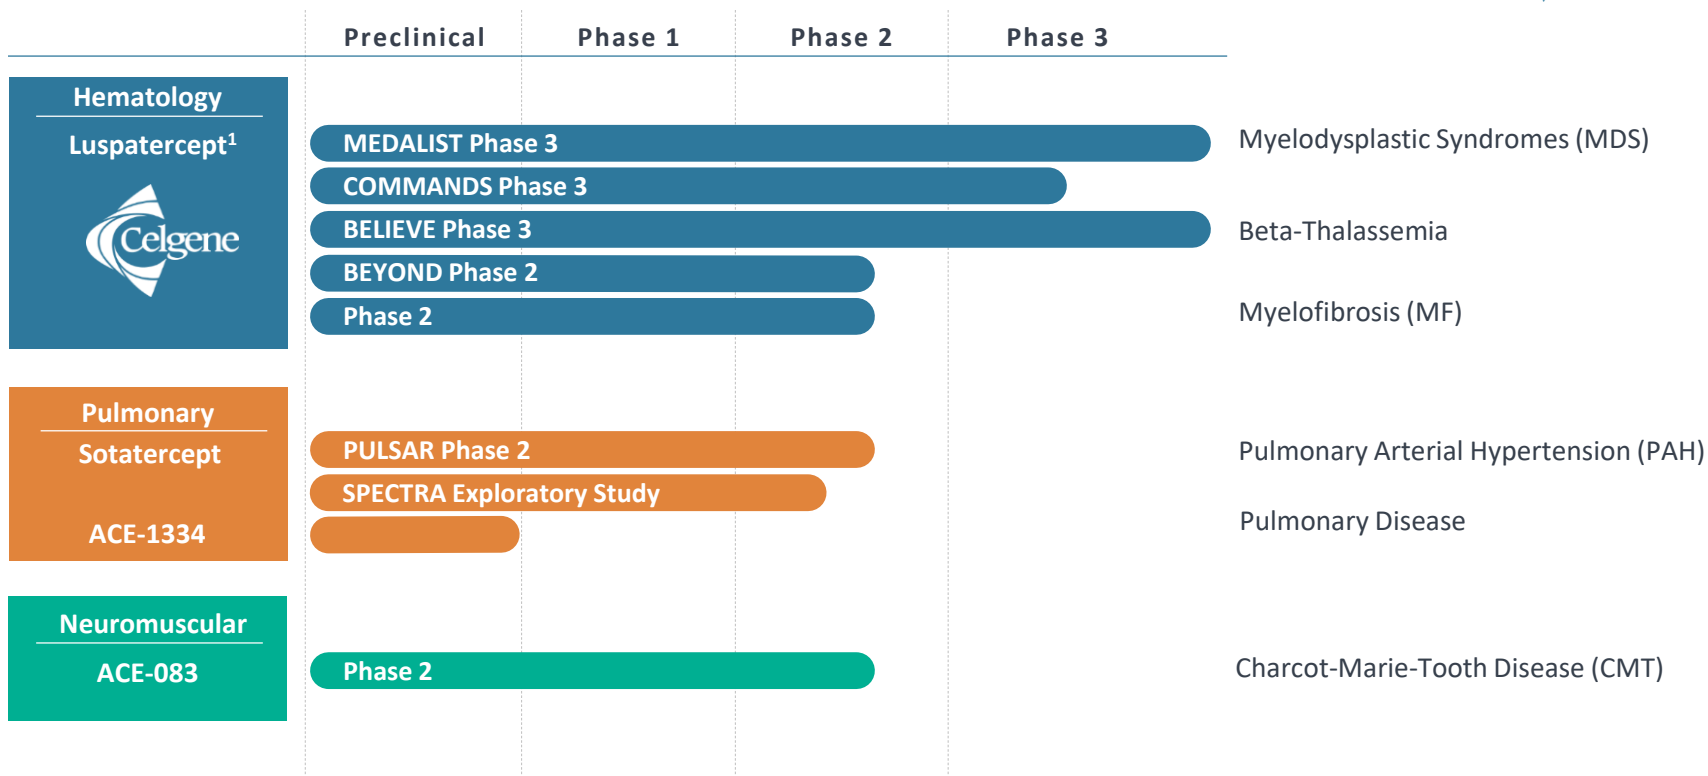 Preclinical Phase 1 Phase 2 Phase 3
Hematology
Luspatercept1
Celgene
MEDALIST Phase 3
Myelodysplastic Syndromes (MDS)
COMMANDS Phase 3
BELIEVE Phase 3
Beta-Thalassemia
BEYOND Phase 2
Phase 2
Myelofibrosis (MF)
Pulmonary
Sotatercept
PULSAR Phase 2
Pulmonary Arterial Hypertension (PAH)
SPECTRA Exploratory Study
ACE-1334
Pulmonary Disease
Neuromuscular
ACE-083
Phase 2
Charcot-Marie-Tooth Disease (CMT)